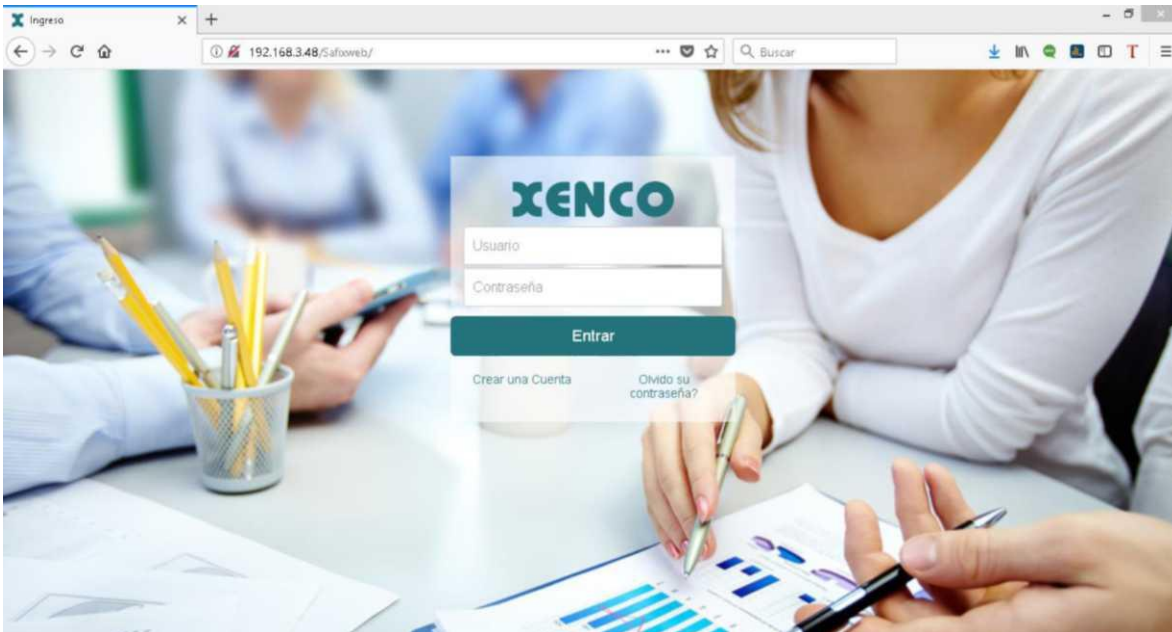 Ingreso
192.168.3.48/Safixweb/
Buscar
T
XENCO
Usuario
Contraseña
Entrar
Crear una Cuenta
Olvido su
contraseña?